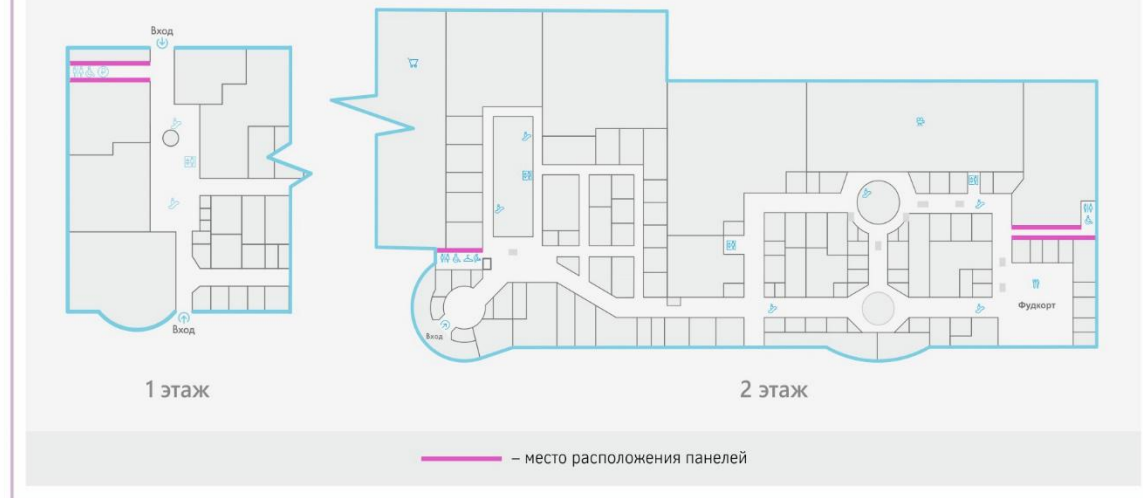 Вход
Вход
Вход
Фудкорт
1 этаж
2 этаж
– место расположения панелей